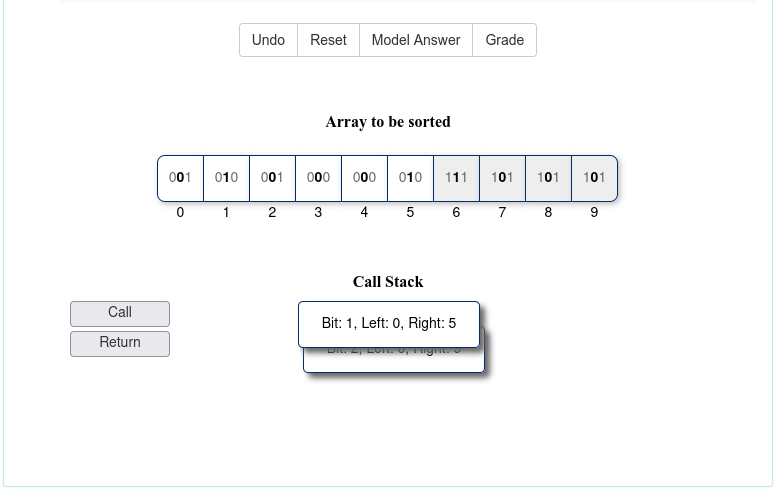 Undo Reset Model Answer Grade
Array to be sorted
001 010 001 000 000 010 111 101 101 101
0 1 2 3 4 5 6 7 8 9
Call Stack
Call
Return
Bit: 1, Left: 0, Right: 5
Bit: 2, Left: 0, Right: 9